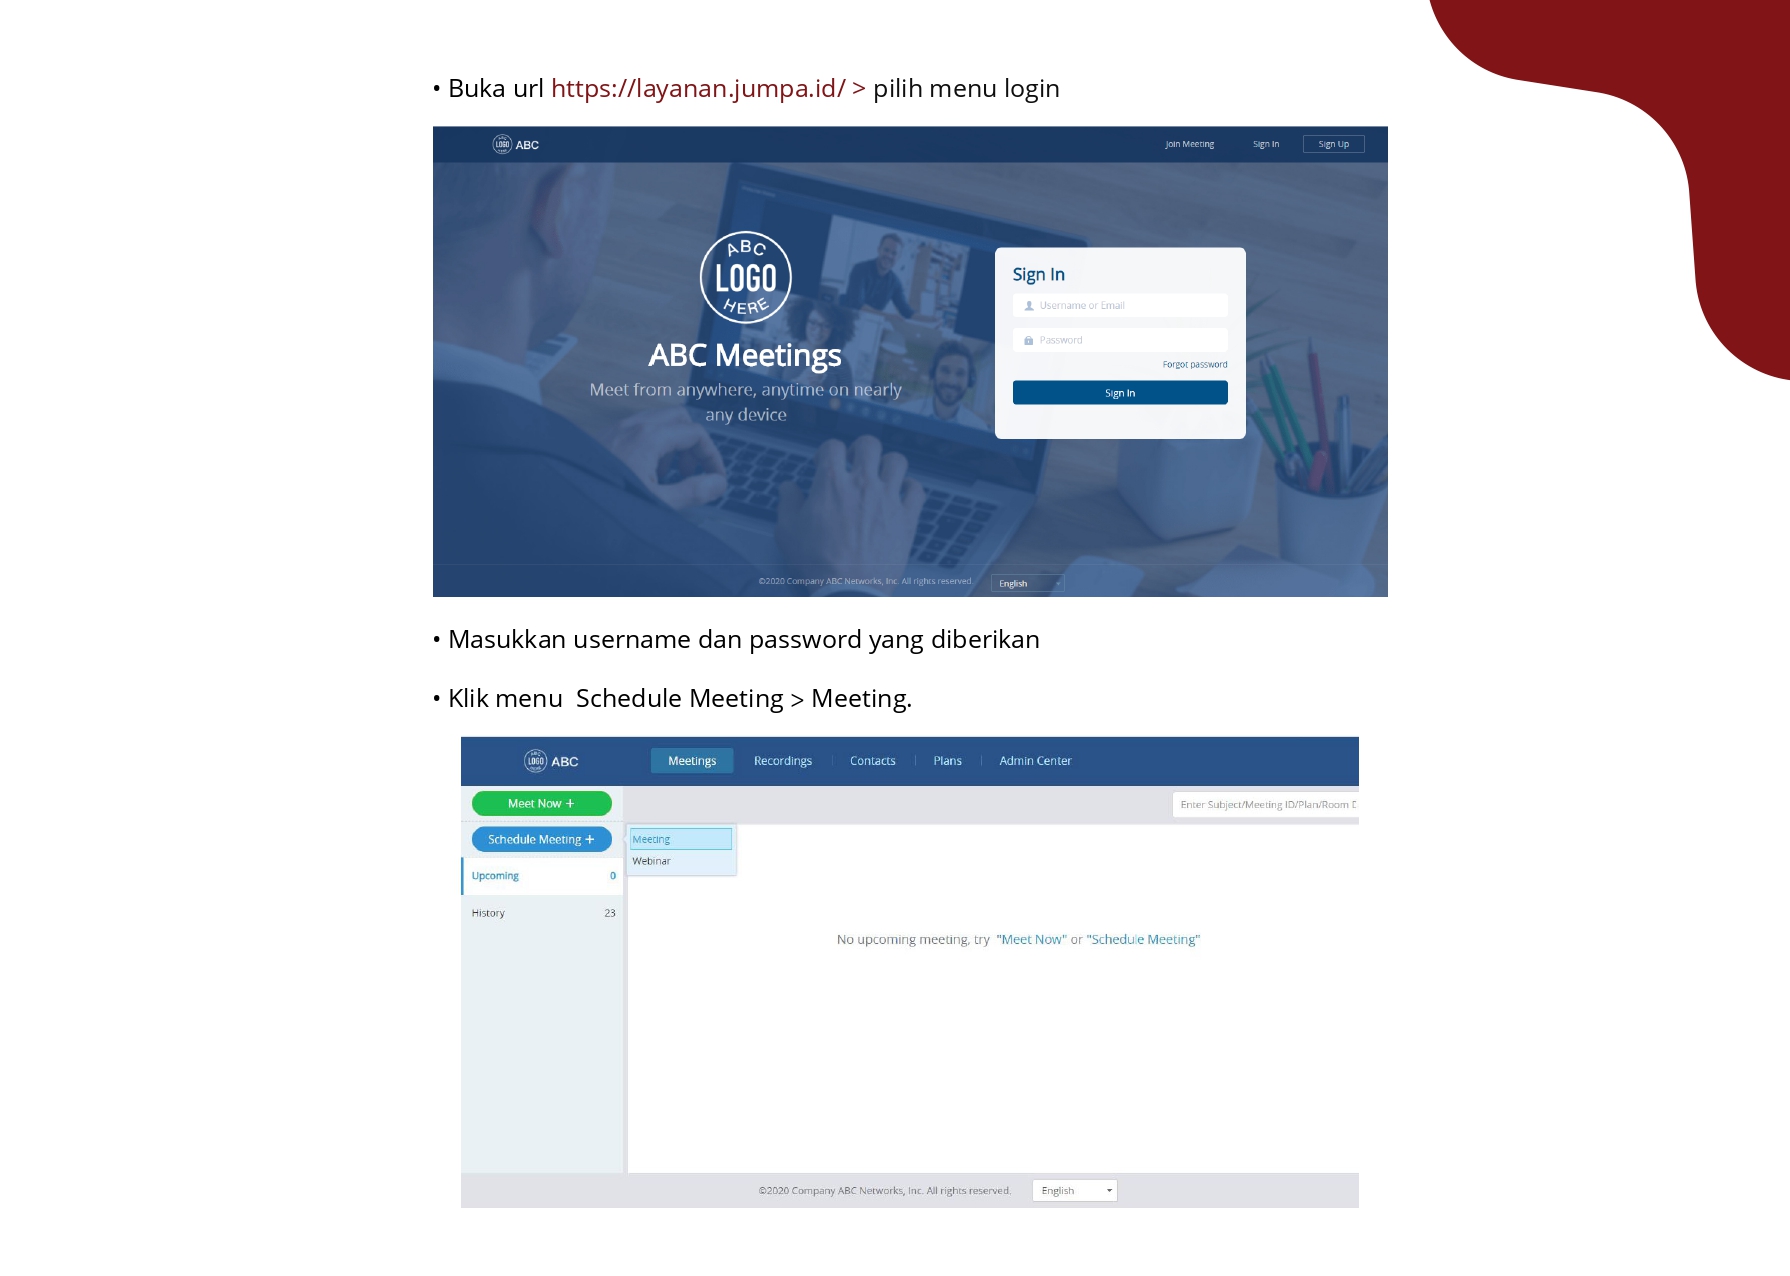 • Buka url https://layanan.jumpa.id/ > pilih menu login
LOGO
HERE
ABC
Join Meeting
Sign In
Sign Up
ABC
LOGO
HERE
ABC Meetings
Meet from anywhere, anytime on nearly
any device
Sign In
Username or Email
Password
Forgot password
Sign In
©2020 Company ABC Networks, Inc. All rights reserved.
English
• Masukkan username dan password yang diberikan
• Klik menu  Schedule Meeting > Meeting.
LOGO
ABC
Meetings
Recordings
Contacts
Plans
Admin Center
Meet Now +
Enter Subject/Meeting ID/Plan/Room
Schedule Meeting +
Meeting
Webinar
Upcoming 0
History 23
No upcoming meeting, try "Meet Now" or "Schedule Meeting"
©2020 Company ABC Networks, Inc. All rights reserved.
English